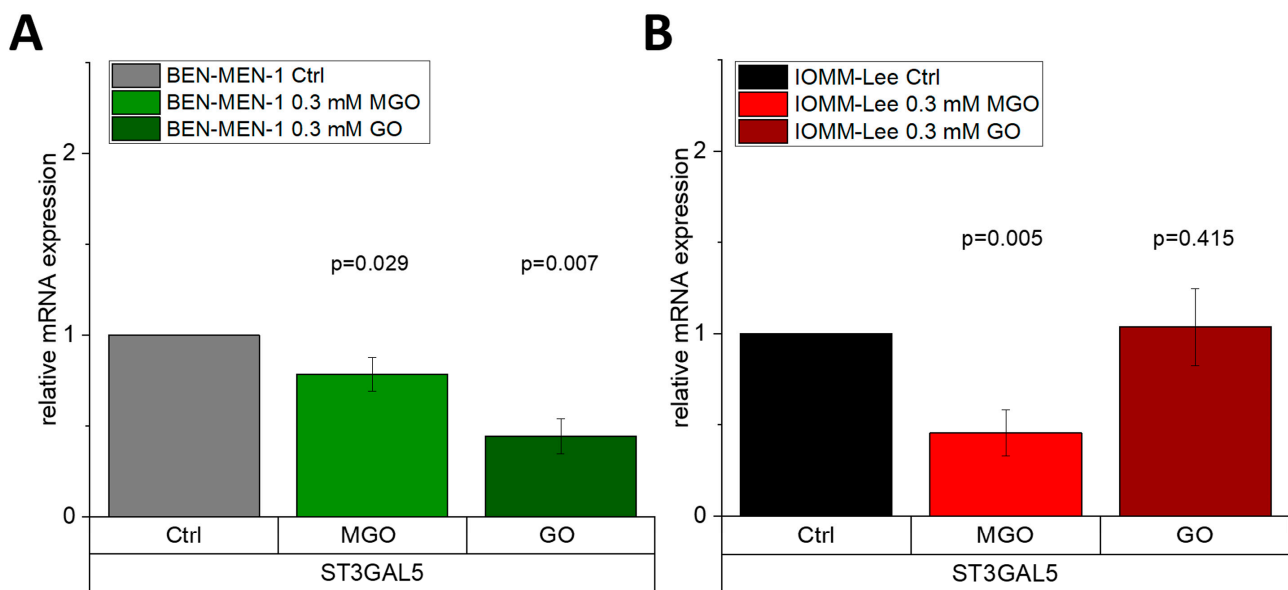 A
BEN-MEN-1 Ctrl
BEN-MEN-1 0.3 mM MGO
BEN-MEN-1 0.3 mM GO
relative mRNA expression
2
1
0
p=0.029
p=0.007
Ctrl
MGO
GO
ST3GAL5
B
IOMM-Lee Ctrl
IOMM-Lee 0.3 mM MGO
IOMM-Lee 0.3 mM GO
relative mRNA expression
2
1
0
p=0.005
p=0.415
Ctrl
MGO
GO
ST3GAL5